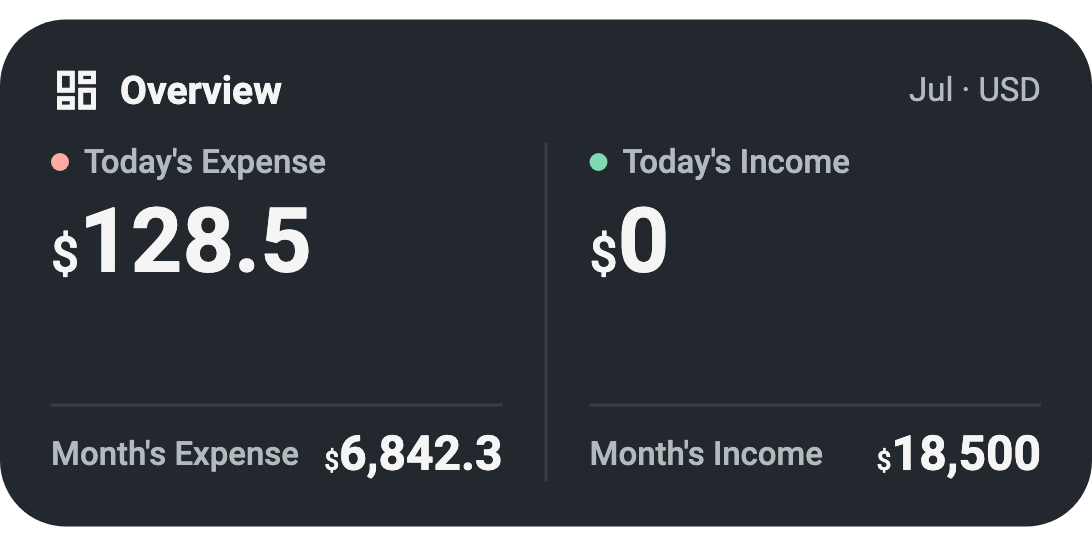 Overview
Jul · USD
Today's Expense
$128.5
Month's Expense $6,842.3
Today's Income
$0
Month's Income $18,500